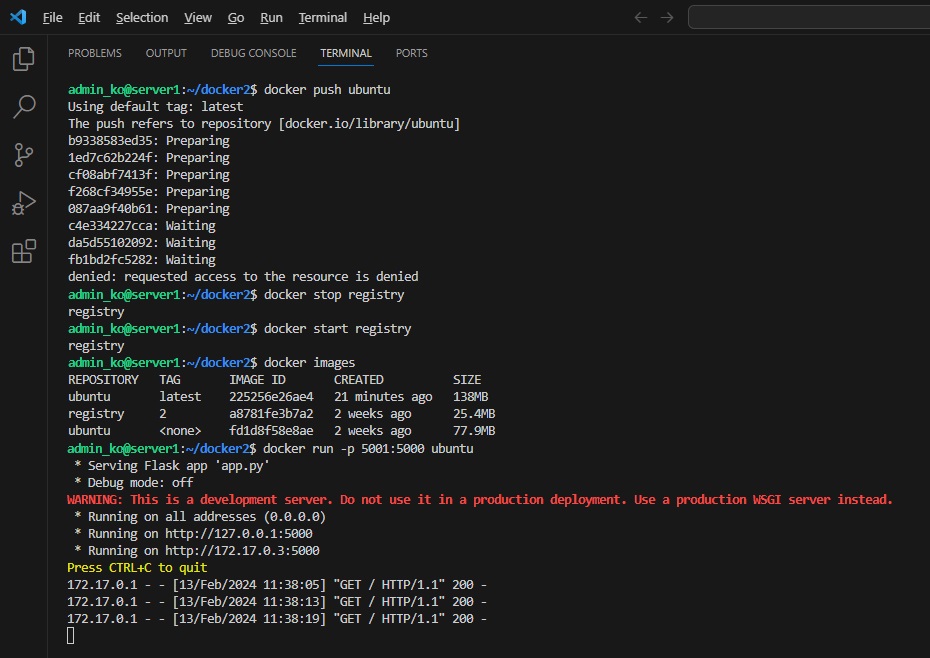 File Edit Selection View Go Run Terminal Help
PROBLEMS OUTPUT DEBUG CONSOLE TERMINAL PORTS
admin_ko@server1:~/docker2$ docker push ubuntu
Using default tag: latest
The push refers to repository [docker.io/library/ubuntu]
b9338583ed35: Preparing
1ed7c62b224f: Preparing
cf08abf7413f: Preparing
f268cf34955e: Preparing
087aa9f40b61: Preparing
c4e334227cca: Waiting
da5d55102092: Waiting
fb1bd2fc5282: Waiting
denied: requested access to the resource is denied
admin_ko@server1:~/docker2$ docker stop registry
registry
admin_ko@server1:~/docker2$ docker start registry
registry
admin_ko@server1:~/docker2$ docker images
REPOSITORY TAG IMAGE ID CREATED SIZE
ubuntu latest 225256e26ae4 21 minutes ago 138MB
registry 2 a8781fe3b7a2 2 weeks ago 25.4MB
ubuntu <none> fd1d8f58e8ae 2 weeks ago 77.9MB
admin_ko@server1:~/docker2$ docker run -p 5001:5000 ubuntu
 * Serving Flask app 'app.py'
 * Debug mode: off
WARNING: This is a development server. Do not use it in a production deployment. Use a production WSGI server instead.
 * Running on all addresses (0.0.0.0)
 * Running on http://127.0.0.1:5000
 * Running on http://172.17.0.3:5000
Press CTRL+C to quit
172.17.0.1 - - [13/Feb/2024 11:38:05] "GET / HTTP/1.1" 200 -
172.17.0.1 - - [13/Feb/2024 11:38:13] "GET / HTTP/1.1" 200 -
172.17.0.1 - - [13/Feb/2024 11:38:19] "GET / HTTP/1.1" 200 -